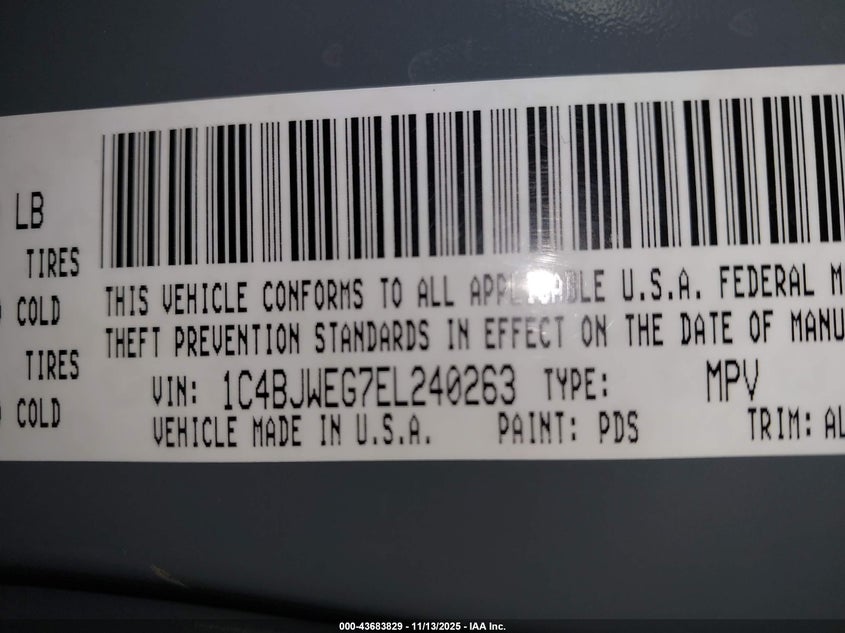 LB
TIRES
COLD
TIRES
COLD
THIS VEHICLE CONFORMS TO ALL APPLICABLE U.S.A. FEDERAL M
THEFT PREVENTION STANDARDS IN EFFECT ON THE DATE OF MANU
VIN: 1C4BJWEG7EL240263 TYPE: MPV
VEHICLE MADE IN U.S.A. PAINT: PDS TRIM: AL
000-43683829 - 11/13/2025 - IAA Inc.